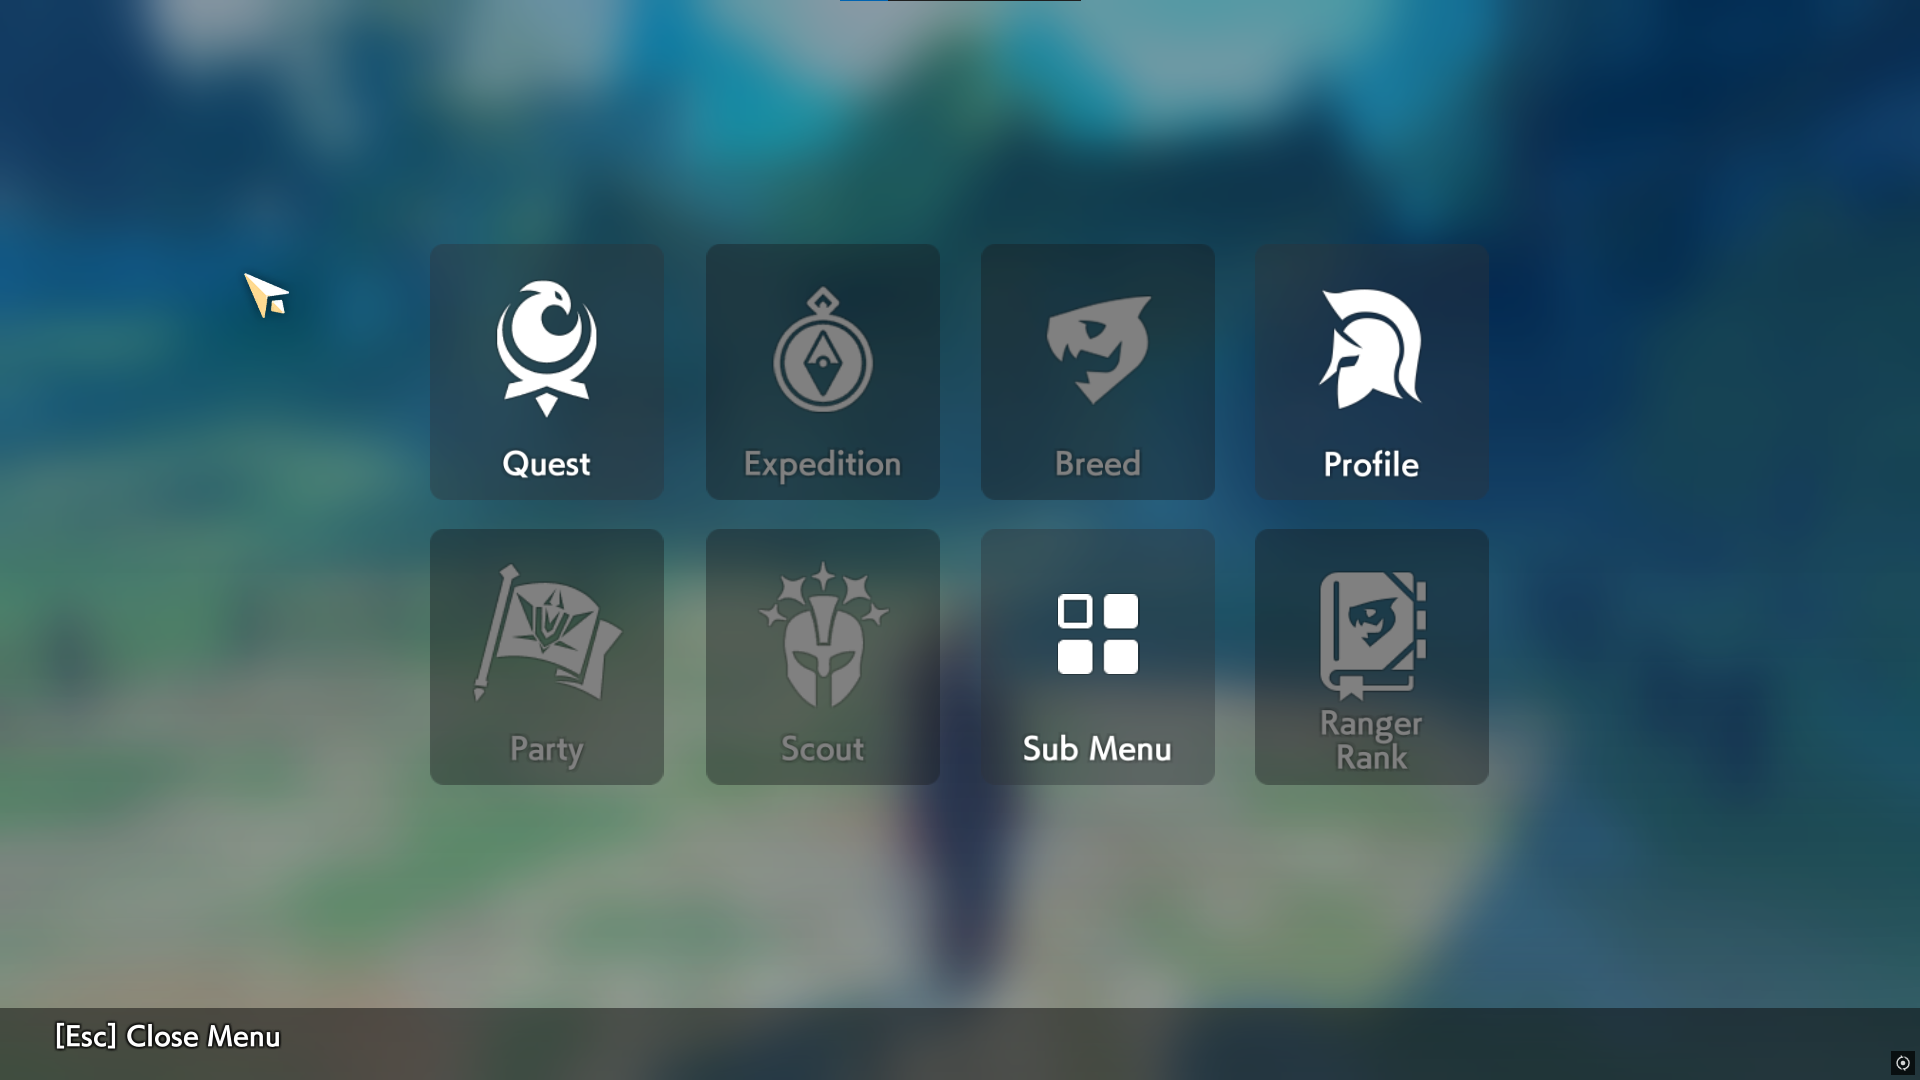 Quest
Expedition
Breed
Profile
Party
Scout
Sub Menu
Ranger
Rank
[Esc] Close Menu